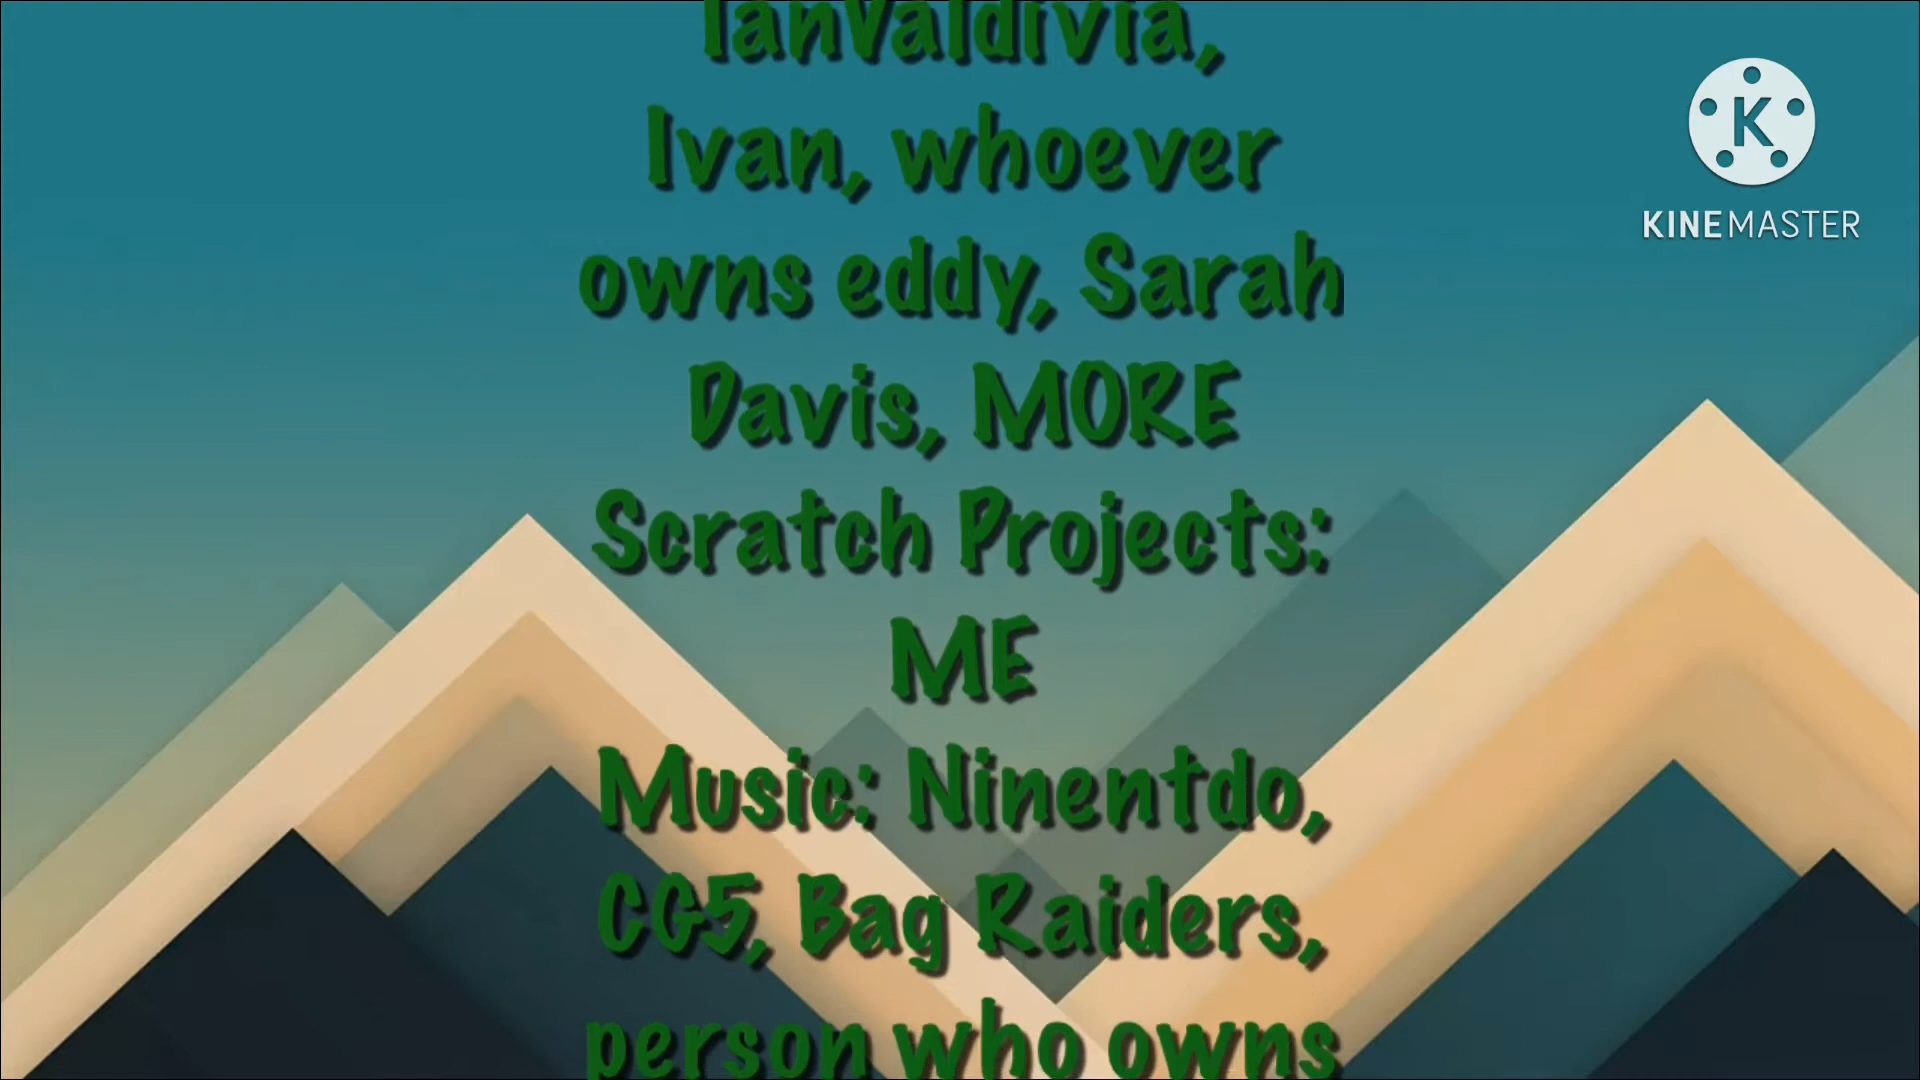 IanValdivia,
Ivan, whoever
owns eddy, Sarah
Davis, MORE
Scratch Projects:
ME
Music: Ninentdo,
CG5, Bag Raiders,
person who owns
K
KINEMASTER